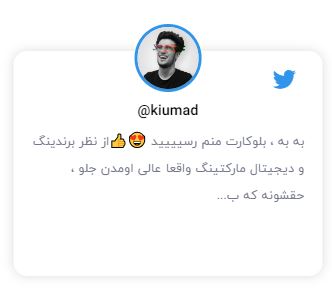 @kiumad
به به ، بلوکارت منم رسیییید 😍👍از نظر برندینگ
و دیجیتال مارکتینگ واقعا عالی اومدن جلو ،
حقشونه که ب...